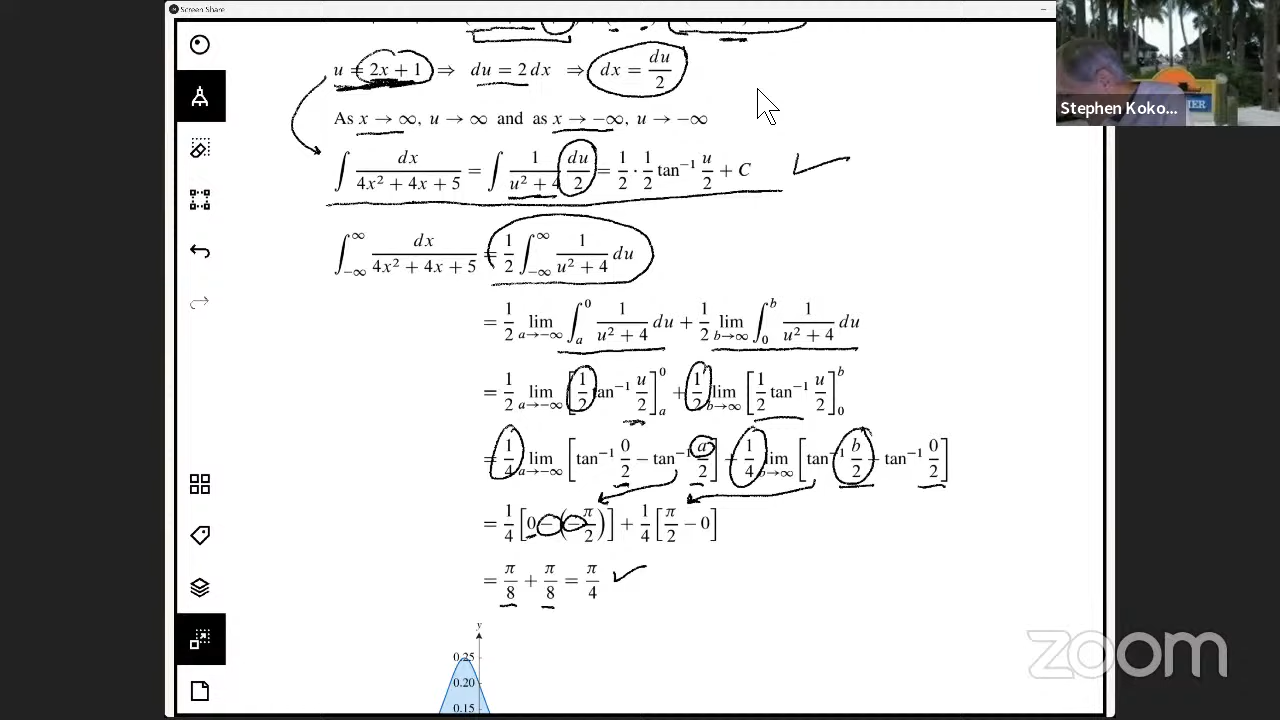 Screen Share
u = 2x + 1 ⇒ du = 2 dx ⇒ dx = du/2
Stephen Koko...
As x → ∞, u → ∞ and as x → −∞, u → −∞
∫ dx/(4x² + 4x + 5) = ∫ 1/(u² + 4) du/2 = 1/2 · 1/2 tan⁻¹ u/2 + C
∫_{−∞}^{∞} dx/(4x² + 4x + 5) = 1/2 ∫_{−∞}^{∞} 1/(u² + 4) du
= 1/2 lim_{a→−∞} ∫_a^0 1/(u² + 4) du + 1/2 lim_{b→∞} ∫_0^b 1/(u² + 4) du
= 1/2 lim_{a→−∞} [1/2 tan⁻¹ u/2]_a^0 + 1/2 lim_{b→∞} [1/2 tan⁻¹ u/2]_0^b
= 1/4 lim_{a→−∞} [tan⁻¹ 0/2 − tan⁻¹ a/2] + 1/4 lim_{b→∞} [tan⁻¹ b/2 − tan⁻¹ 0/2]
= 1/4 [0 − (−π/2)] + 1/4 [π/2 − 0]
= π/8 + π/8 = π/4
y
0.25
0.20
0.15
zoom